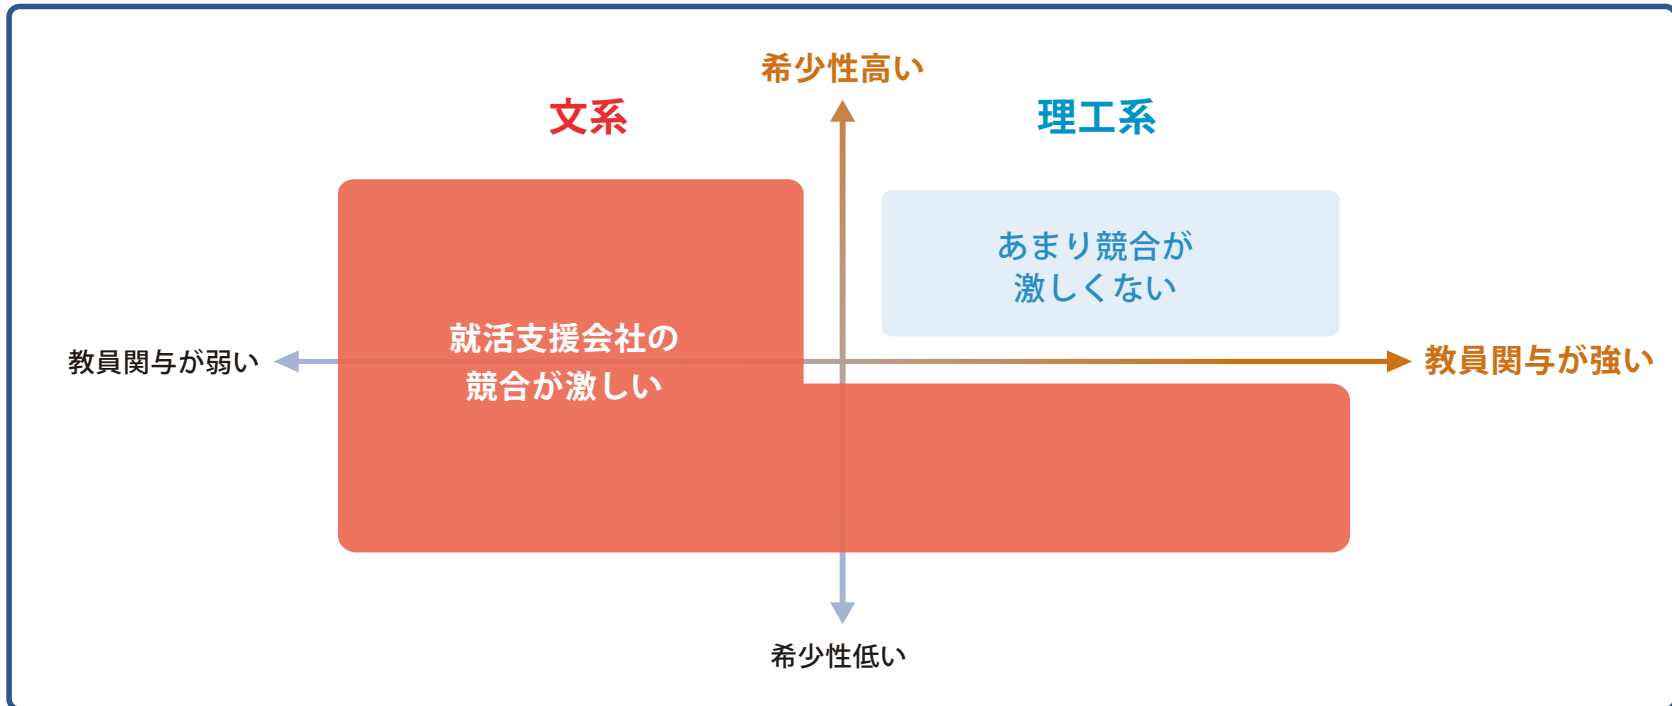 希少性高い
文系
理工系
あまり競合が
激しくない
就活支援会社の
競合が激しい
教員関与が弱い
教員関与が強い
希少性低い